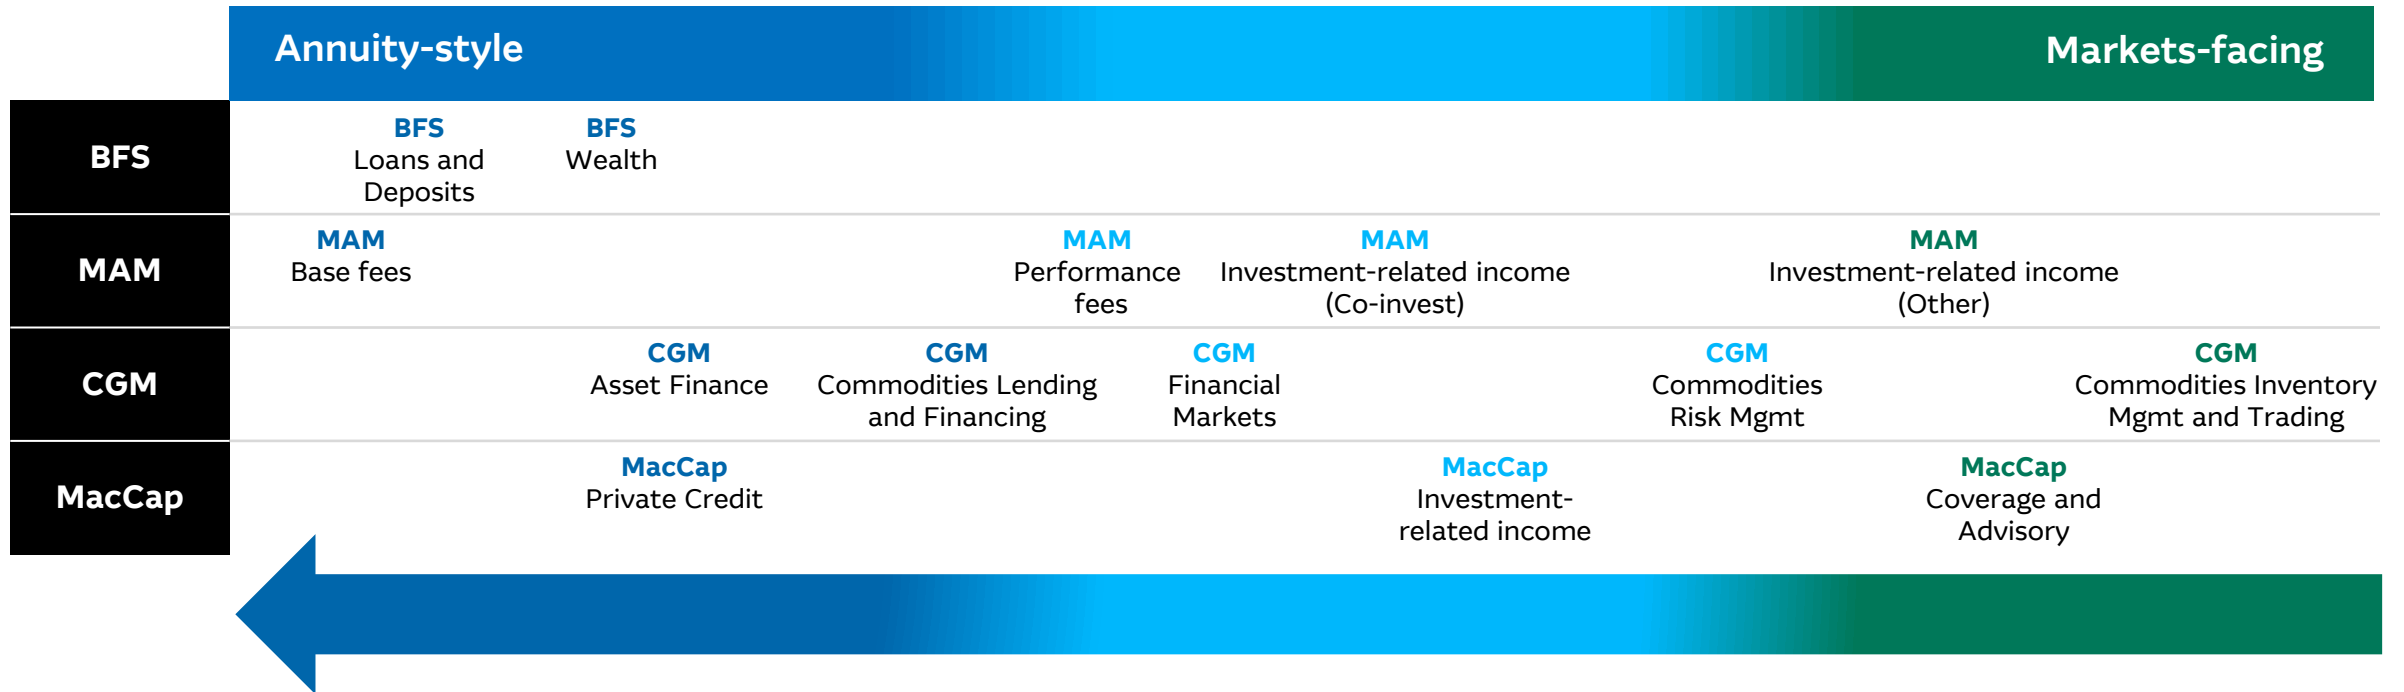 Annuity-style
Markets-facing
BFS
BFS
Loans and
Deposits
BFS
Wealth
MAM
MAM
Base fees
MAM
Performance
fees
MAM
Investment-related income
(Co-invest)
MAM
Investment-related income
(Other)
CGM
CGM
Asset Finance
CGM
Commodities Lending
and Financing
CGM
Financial
Markets
CGM
Commodities
Risk Mgmt
CGM
Commodities Inventory
Mgmt and Trading
MacCap
MacCap
Private Credit
MacCap
Investment-
related income
MacCap
Coverage and
Advisory